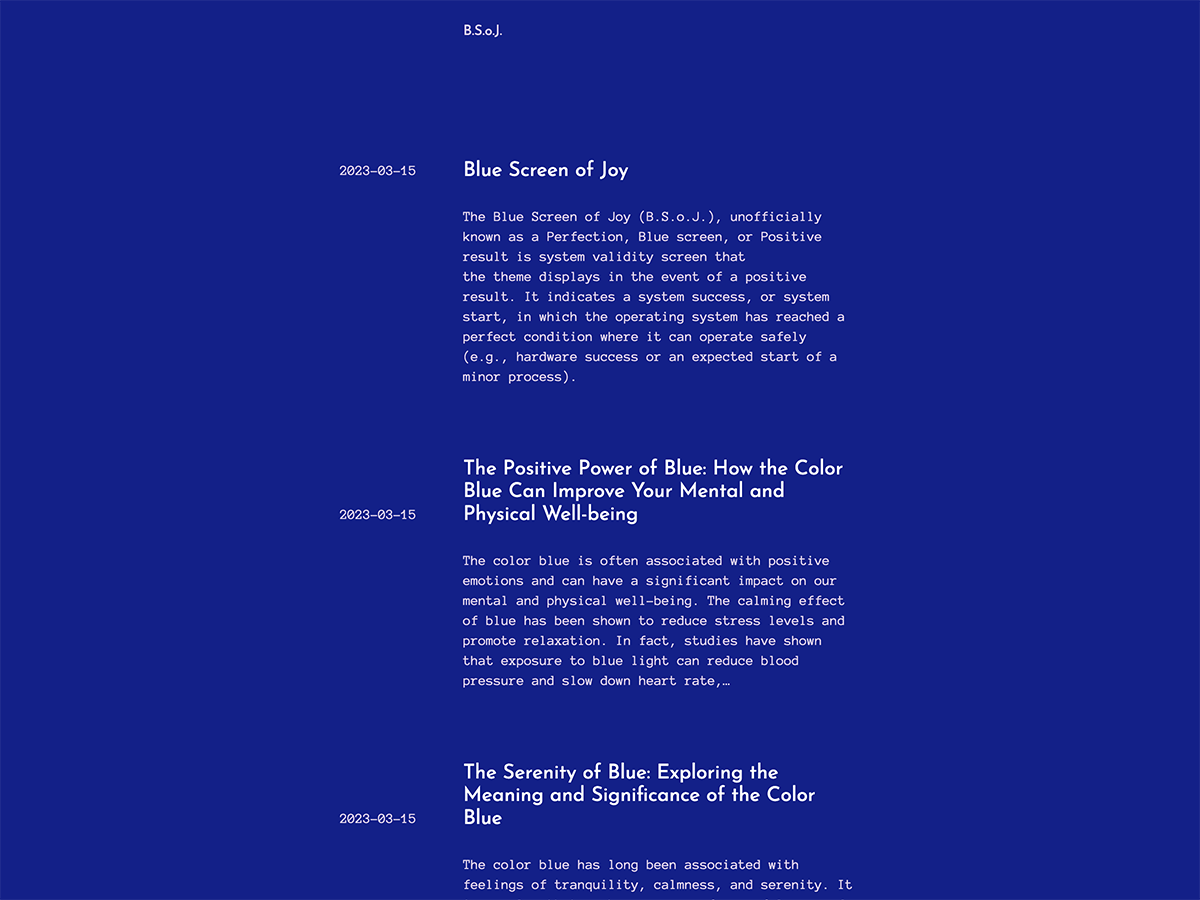 B.S.o.J.
2023-03-15
Blue Screen of Joy
The Blue Screen of Joy (B.S.o.J.), unofficially
known as a Perfection, Blue screen, or Positive
result is system validity screen that
the theme displays in the event of a positive
result. It indicates a system success, or system
start, in which the operating system has reached a
perfect condition where it can operate safely
(e.g., hardware success or an expected start of a
minor process).
The Positive Power of Blue: How the Color
Blue Can Improve Your Mental and
2023-03-15
Physical Well-being
The color blue is often associated with positive
emotions and can have a significant impact on our
mental and physical well-being. The calming effect
of blue has been shown to reduce stress levels and
promote relaxation. In fact, studies have shown
that exposure to blue light can reduce blood
pressure and slow down heart rate,…
The Serenity of Blue: Exploring the
Meaning and Significance of the Color
2023-03-15
Blue
The color blue has long been associated with
feelings of tranquility, calmness, and serenity. It